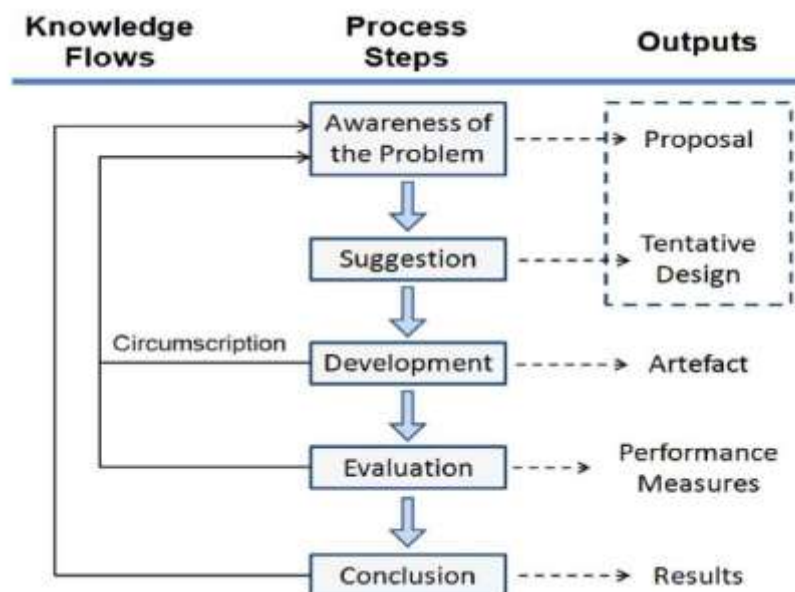 Knowledge
Flows
Process
Steps
Outputs
Awareness of
the Problem
Proposal
Suggestion
Tentative
Design
Circumscription
Development
Artefact
Evaluation
Performance
Measures
Conclusion
Results